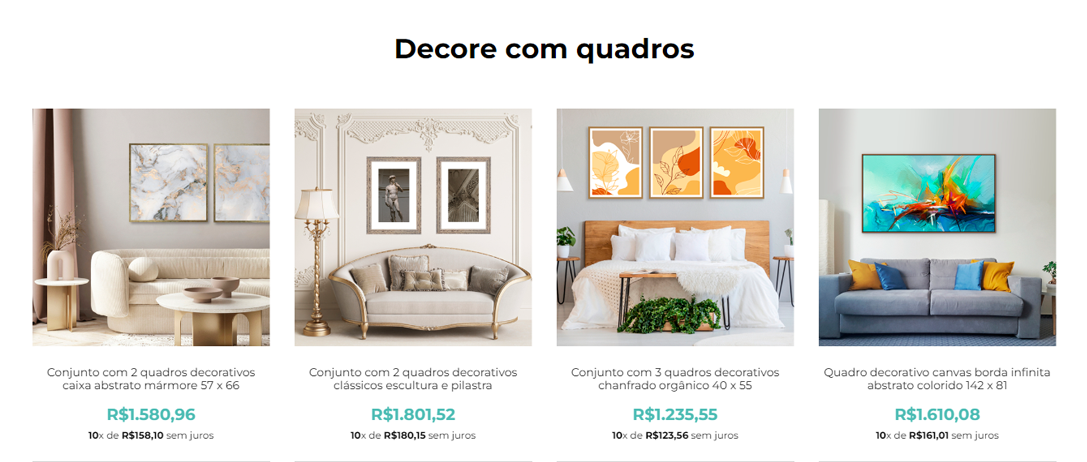 Decore com quadros
Conjunto com 2 quadros decorativos
caixa abstrato mármore 57 x 66
R$1.580,96
10x de R$158,10 sem juros
Conjunto com 2 quadros decorativos
clássicos escultura e pilastra
R$1.801,52
10x de R$180,15 sem juros
Conjunto com 3 quadros decorativos
chanfrado orgânico 40 x 55
R$1.235,55
10x de R$123,56 sem juros
Quadro decorativo canvas borda infinita
abstrato colorido 142 x 81
R$1.610,08
10x de R$161,01 sem juros